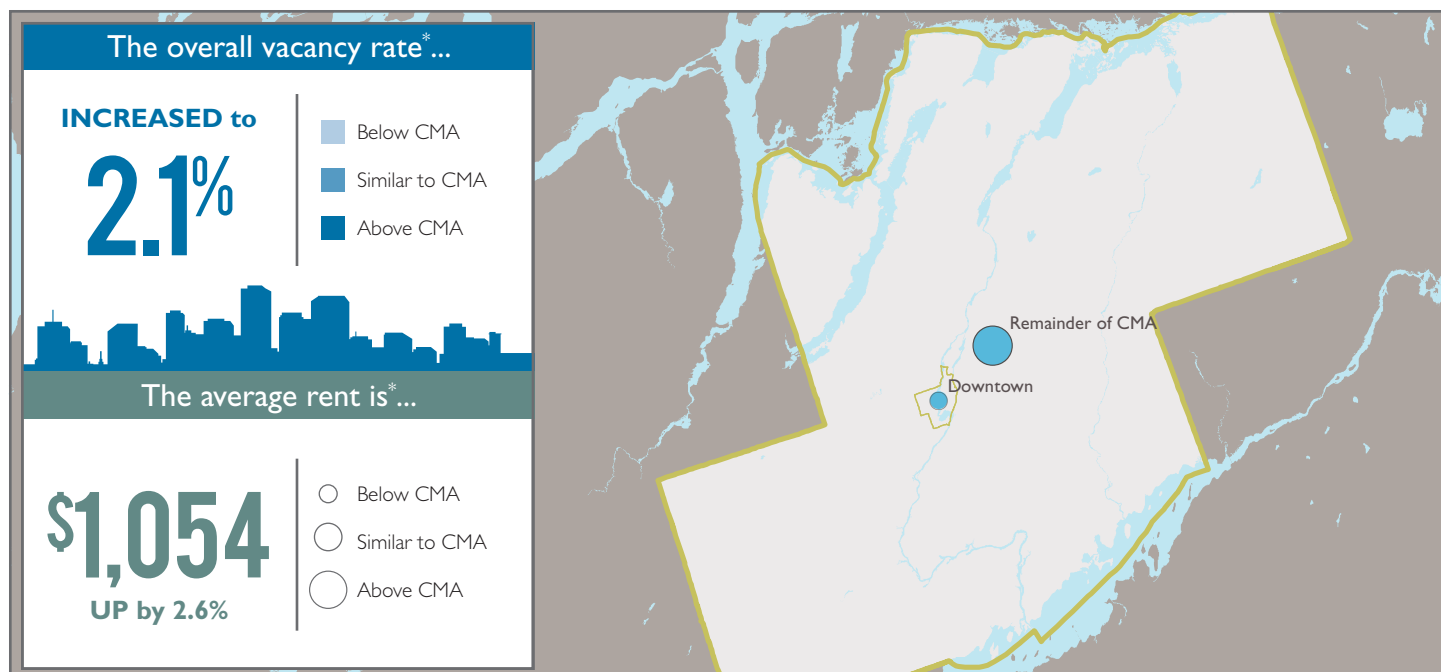 The overall vacancy rate*...
INCREASED to
2.1%
Below CMA
Similar to CMA
Above CMA
The average rent is*...
$1,054
UP by 2.6%
Below CMA
Similar to CMA
Above CMA
Remainder of CMA
Downtown